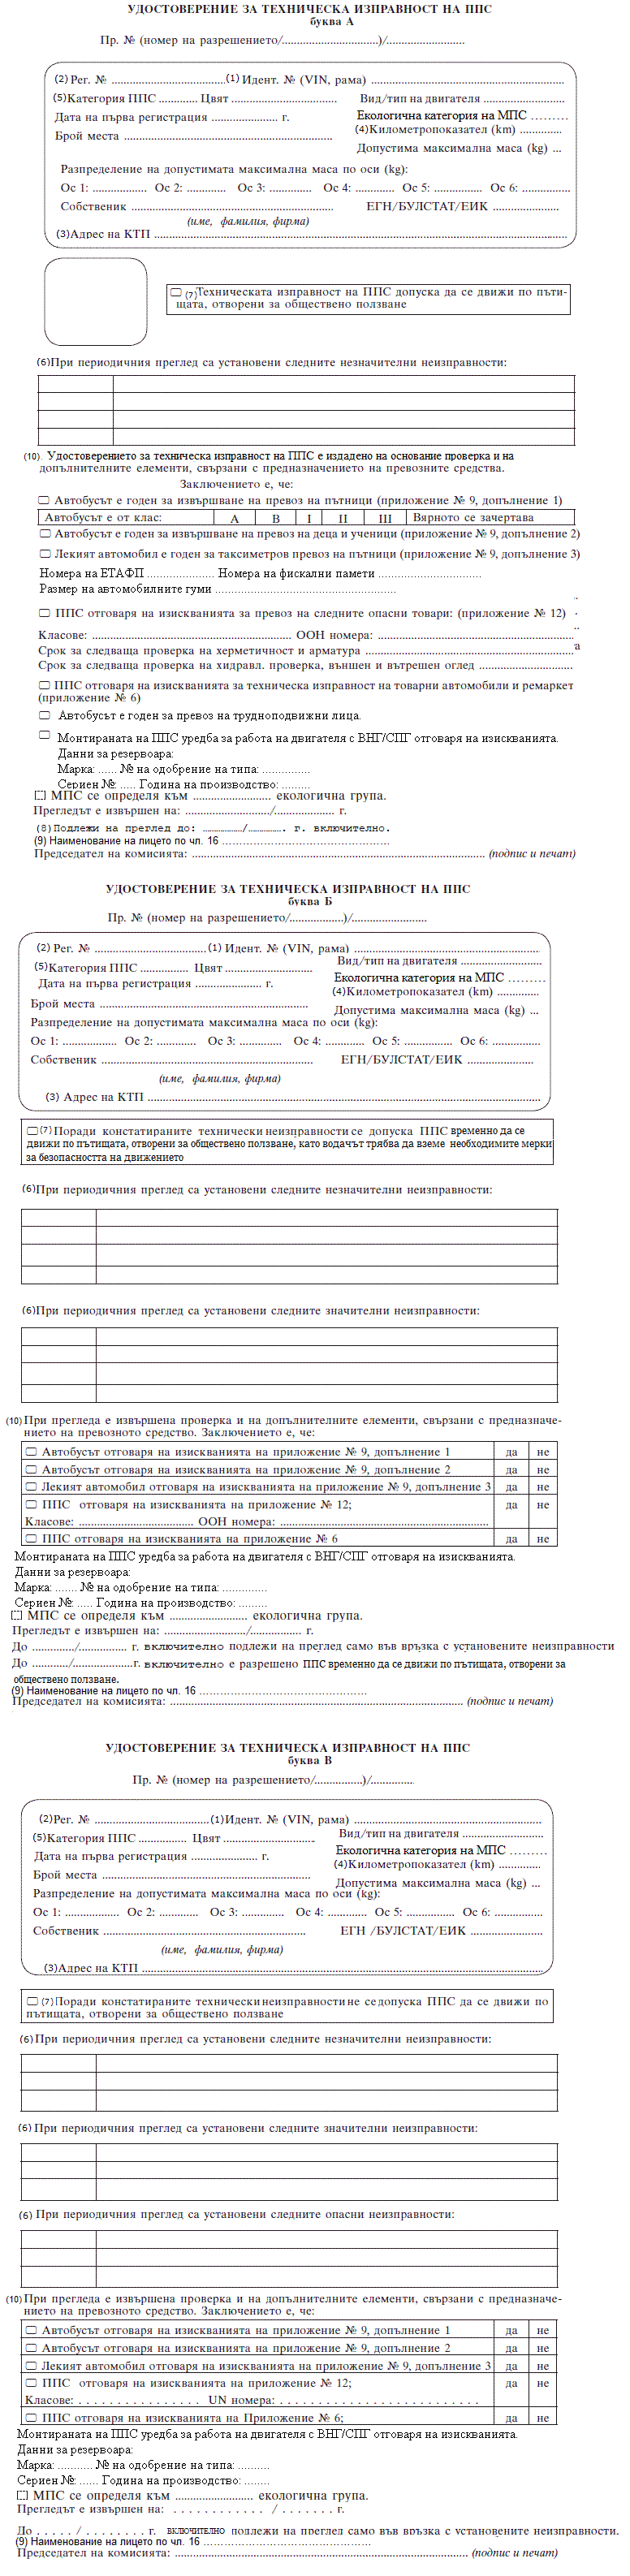 УДОСТОВЕРЕНИЕ ЗА ТЕХНИЧЕСКА ИЗПРАВНОСТ НА ППС
буква А
Пр. № (номер на разрешението/................................)/..........................
(2) Рег. № ......................................(1) Идент. № (VIN, рама) ................................................................
(5)Категория ППС ............. Цвят ................................... Вид/тип на двигателя ...........................
Дата на първа регистрация ...................... г. Екологична категория на МПС .........
Брой места ..................................................................... (4)Километропоказател (km) ..............
Допустима максимална маса (kg) ...
Разпределение на допустимата максимална маса по оси (kg):
Ос 1: .................. Ос 2: ............. Ос 3: .............. Ос 4: ............. Ос 5: ................ Ос 6: ................
Собственик ................................................................... ЕГН/БУЛСТАТ/ЕИК ......................
(име, фамилия, фирма)
(3)Адрес на КТП .........................................................................................................................................
(7)Техническата изправност на ППС допуска да се движи по пъти-
щата, отворени за обществено ползване
(6)При периодичния преглед са установени следните незначителни неизправности:
(10). Удостоверението за техническа изправност на ППС е издадено на основание проверка и на
допълнителните елементи, свързани с предназначението на превозните средства.
Заключението е, че:
Автобусът е годен за извършване на превоз на пътници (приложение № 9, допълнение 1)
Автобусът е от клас: А В I II III Вярното се зачертава
Автобусът е годен за извършване на превоз на деца и ученици (приложение № 9, допълнение 2)
Лекият автомобил е годен за таксиметров превоз на пътници (приложение № 9, допълнение 3)
Номера на ЕТАФП ...................... Номера на фискални памети ..................................
Размер на автомобилните гуми ............................................................
ППС отговаря на изискванията за превоз на следните опасни товари: (приложение № 12)
Класове: .................................................................. ООН номера: .................................................................
Срок за следваща проверка на херметичност и арматура ......................................................................
Срок за следваща проверка на хидравл. проверка, външен и вътрешен оглед ...............................
ППС отговаря на изискванията за техническа изправност на товарни автомобили и ремаркет
(приложение № 6)
Автобусът е годен за превоз на трудноподвижни лица.
Монтираната на ППС уредба за работа на двигателя с ВНГ/СПГ отговаря на изискванията.
Данни за резервоара:
Марка: ...... № на одобрение на типа: ................
Сериен №: ..... Година на производство: .........
МПС се определя към .......................... екологична група.
Прегледът е извършен на: ............................/.................... г.
(8)Подлежи на преглед до: ................../............... . г. включително.
(9) Наименование на лицето по чл. 16 ................................................
Председател на комисията: ................................................................................................. (подпис и печат)
УДОСТОВЕРЕНИЕ ЗА ТЕХНИЧЕСКА ИЗПРАВНОСТ НА ППС
буква Б
Пр. № (номер на разрешението/..................)/.........................
(2) Рег. № .....................................(1) Идент. № (VIN, рама) .............................................................
(5)Категория ППС ................ Цвят ............................. Вид/тип на двигателя ...........................
Дата на първа регистрация ...................... г. Екологична категория на МПС .........
Брой места ..................................................................... (4)Километропоказател (km) ..............
Допустима максимална маса (kg) ...
Разпределение на допустимата максимална маса по оси (kg):
Ос 1: .................. Ос 2: ............. Ос 3: .............. Ос 4: ............. Ос 5: ................ Ос 6: ................
Собственик ...................................................................... ЕГН/БУЛСТАТ/ЕИК ......................
(име, фамилия, фирма)
(3) Адрес на КТП ..................................................................................................................................
(7)Поради констатираните технически неизправности се допуска ППС временно да се
движи по пътищата, отворени за обществено ползване, като водачът трябва да вземе необходимите мерки
за безопасността на движението
(6)При периодичния преглед са установени следните незначителни неизправности:
(6)При периодичния преглед са установени следните значителни неизправности:
(10) При прегледа е извършена проверка и на допълнителните елементи, свързани с предназначе-
нието на превозното средство. Заключението е, че:
Автобусът отговаря на изискванията на приложение № 9, допълнение 1 да не
Автобусът отговаря на изискванията на приложение № 9, допълнение 2 да не
Лекият автомобил отговаря на изискванията на приложение № 9, допълнение 3 да не
ППС отговаря на изискванията на приложение № 12; да не
Класове: ...................................... ООН номера: .....................................................................
ППС отговаря на изискванията на приложение № 6 да не
Монтираната на ППС уредба за работа на двигателя с ВНГ/СПГ отговаря на изискванията.
Данни за резервоара:
Марка: ....... № на одобрение на типа: ..............
Сериен №: ..... Година на производство: .........
МПС се определя към .......................... екологична група.
Прегледът е извършен на: ............................/................. г.
До ............../................ г. включително подлежи на преглед само във връзка с установените неизправности
До ............/...................г. включително е разрешено ППС временно да се движи по пътищата, отворени за
обществено ползване.
(9) Наименование на лицето по чл. 16 ................................................
Председател на комисията: ................................................................................................. (подпис и печат)
УДОСТОВЕРЕНИЕ ЗА ТЕХНИЧЕСКА ИЗПРАВНОСТ НА ППС
буква В
Пр. № (номер на разрешението/................)/..............
(2)Рег. № ......................................(1)Идент. № (VIN, рама) ..............................................................
(5)Категория ППС ................ Цвят .............................. Вид/тип на двигателя ...........................
Дата на първа регистрация ...................... г. Екологична категория на МПС .........
Брой места ..................................................................... (4)Километропоказател (km) ..............
Допустима максимална маса (kg) ...
Разпределение на допустимата максимална маса по оси (kg):
Ос 1: .................. Ос 2: ............. Ос 3: .............. Ос 4: ............. Ос 5: ................ Ос 6: ................
Собственик ................................................................... ЕГН /БУЛСТАТ/ЕИК ........................
(име, фамилия, фирма)
(3)Адрес на КТП .....................................................................................................................................
(7)Поради констатираните технически неизправности не се допуска ППС да се движи по
пътищата, отворени за обществено ползване
(6)При периодичния преглед са установени следните незначителни неизправности:
(6) При периодичния преглед са установени следните значителни неизправности:
(6) При периодичния преглед са установени следните опасни неизправности:
(10) При прегледа е извършена проверка и на допълнителните елементи, свързани с предназначе-
нието на превозното средство. Заключението е, че:
Автобусът отговаря на изискванията на приложение № 9, допълнение 1 да не
Автобусът отговаря на изискванията на приложение № 9, допълнение 2 да не
Лекият автомобил отговаря на изискванията на приложение № 9, допълнение 3 да не
ППС отговаря на изискванията на приложение № 12; да не
Класове: . . . . . . . . . . . . . . . . UN номера: . . . . . . . . . . . . . . . . . . . . . . . . . .
ППС отговаря на изискванията на Приложение № 6; да не
Монтираната на ППС уредба за работа на двигателя с ВНГ/СПГ отговаря на изискванията.
Данни за резервоара:
Марка: ........... № на одобрение на типа: ..........
Сериен №: ...... Година на производство: ........
МПС се определя към .......................... екологична група.
Прегледът е извършен на: . . . . . . . . . . . . / . . . . . . . г.
До . . . . . / . . . . . . . . г. включително подлежи на преглед само във връзка с установените неизправности.
(9) Наименование на лицето по чл. 16 ................................................
Председател на комисията: ................................................................................................. (подпис и печат)